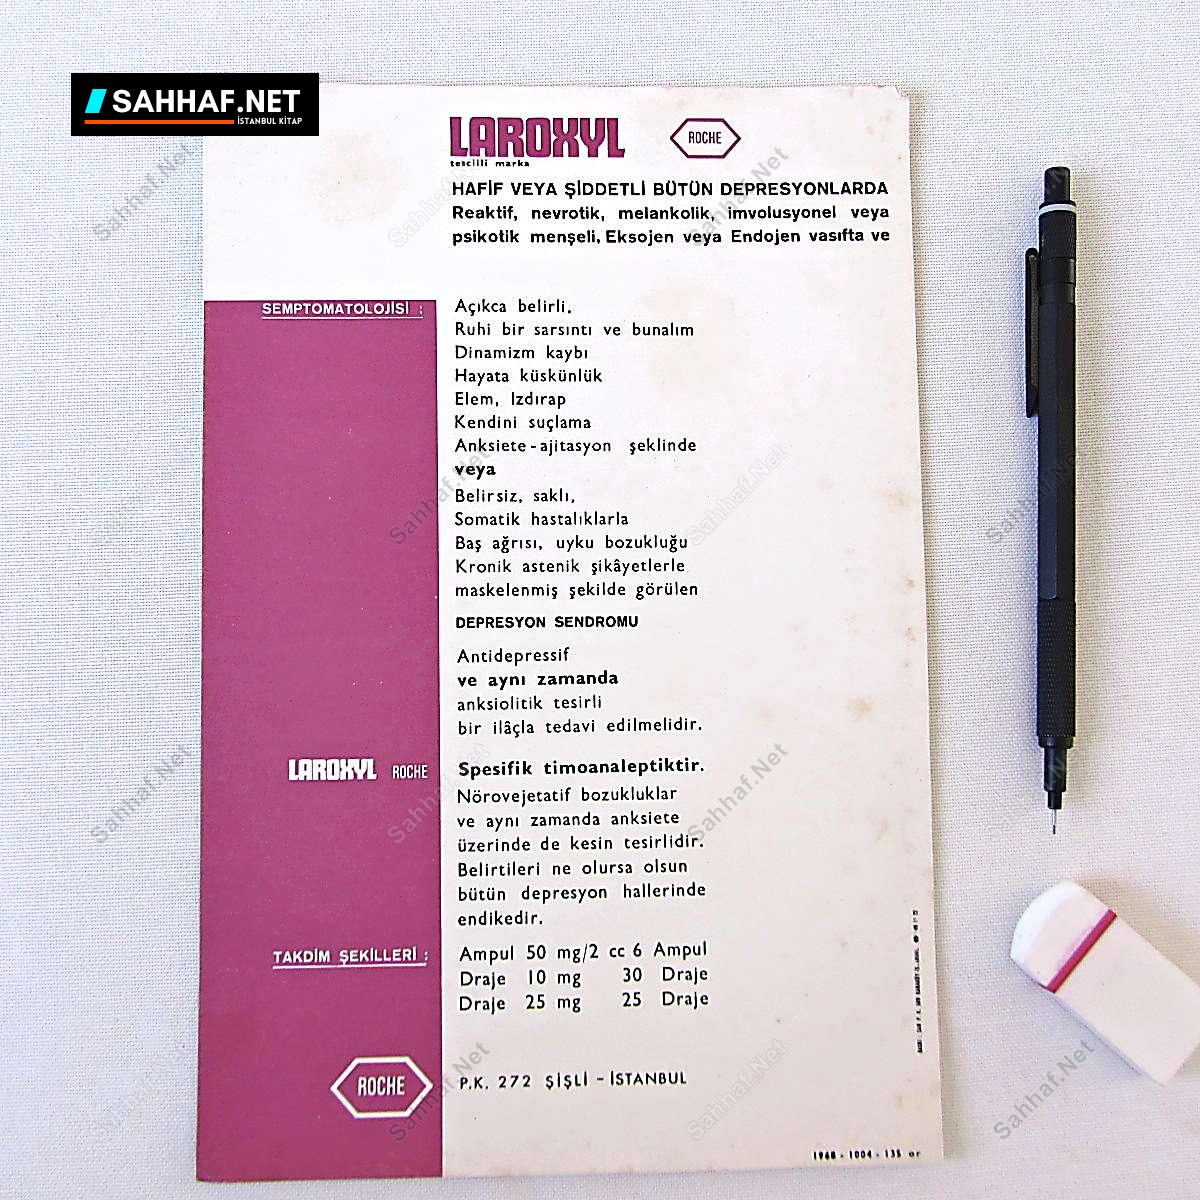 SAHHAF.NET
İSTANBUL KİTAP
LAROXYL ROCHE
tescilli marka
HAFİF VEYA ŞİDDETLİ BÜTÜN DEPRESYONLARDA
Reaktif, nevrotik, melankolik, imvolusyonel veya
psikotik menşeli, Eksojen veya Endojen vasıfta ve
SEMPTOMATOLOJİSİ :
Açıkca belirli,
Ruhi bir sarsıntı ve bunalım
Dinamizm kaybı
Hayata küskünlük
Elem, Izdırap
Kendini suçlama
Anksiete-ajitasyon şeklinde
veya
Belirsiz, saklı,
Somatik hastalıklarla
Baş ağrısı, uyku bozukluğu
Kronik astenik şikâyetlerle
maskelenmiş şekilde görülen
DEPRESYON SENDROMU
Antidepressif
ve aynı zamanda
anksiolitik tesirli
bir ilâçla tedavi edilmelidir.
LAROXYL ROCHE
Spesifik timoanaleptiktir.
Nörovejetatif bozukluklar
ve aynı zamanda anksiete
üzerinde de kesin tesirlidir.
Belirtileri ne olursa olsun
bütün depresyon hallerinde
endikedir.
TAKDİM ŞEKİLLERİ :
Ampul 50 mg/2 cc 6 Ampul
Draje 10 mg 30 Draje
Draje 25 mg 25 Draje
ROCHE
P.K. 272 ŞİŞLİ - İSTANBUL
1968 - 1004 - 135 or
Sahhaf.Net